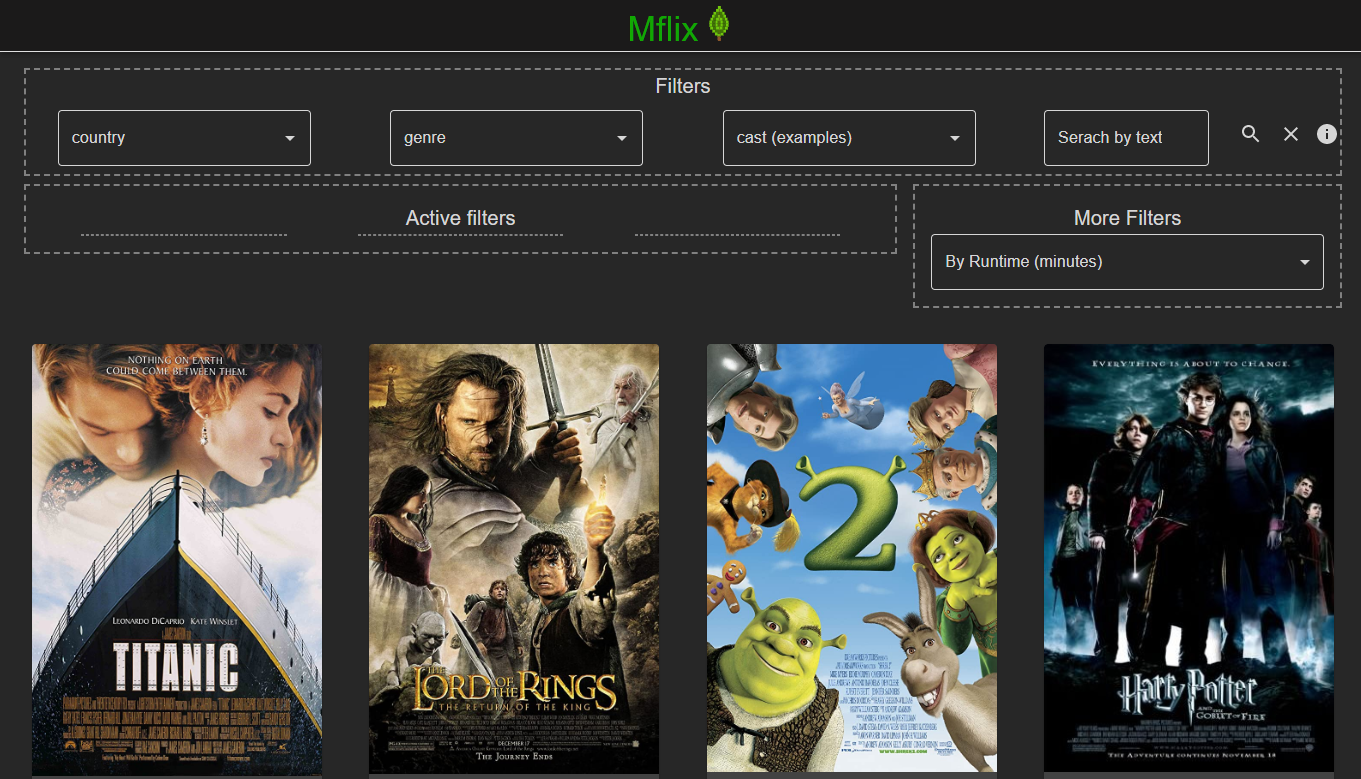 Mflix
Filters
country
genre
cast (examples)
Serach by text
Active filters
More Filters
By Runtime (minutes)
NOTHING ON EARTH
COULD COME BETWEEN THEM.
LEONARDO DICAPRIO KATE WINSLET
TITANIC
THE
LORD OF THE RINGS
THE RETURN OF THE KING
DECEMBER 17
THE JOURNEY ENDS
2
EVERYTHING IS ABOUT TO CHANGE.
HARRY POTTER
AND THE
GOBLET OF FIRE
THE ADVENTURE CONTINUES NOVEMBER 18